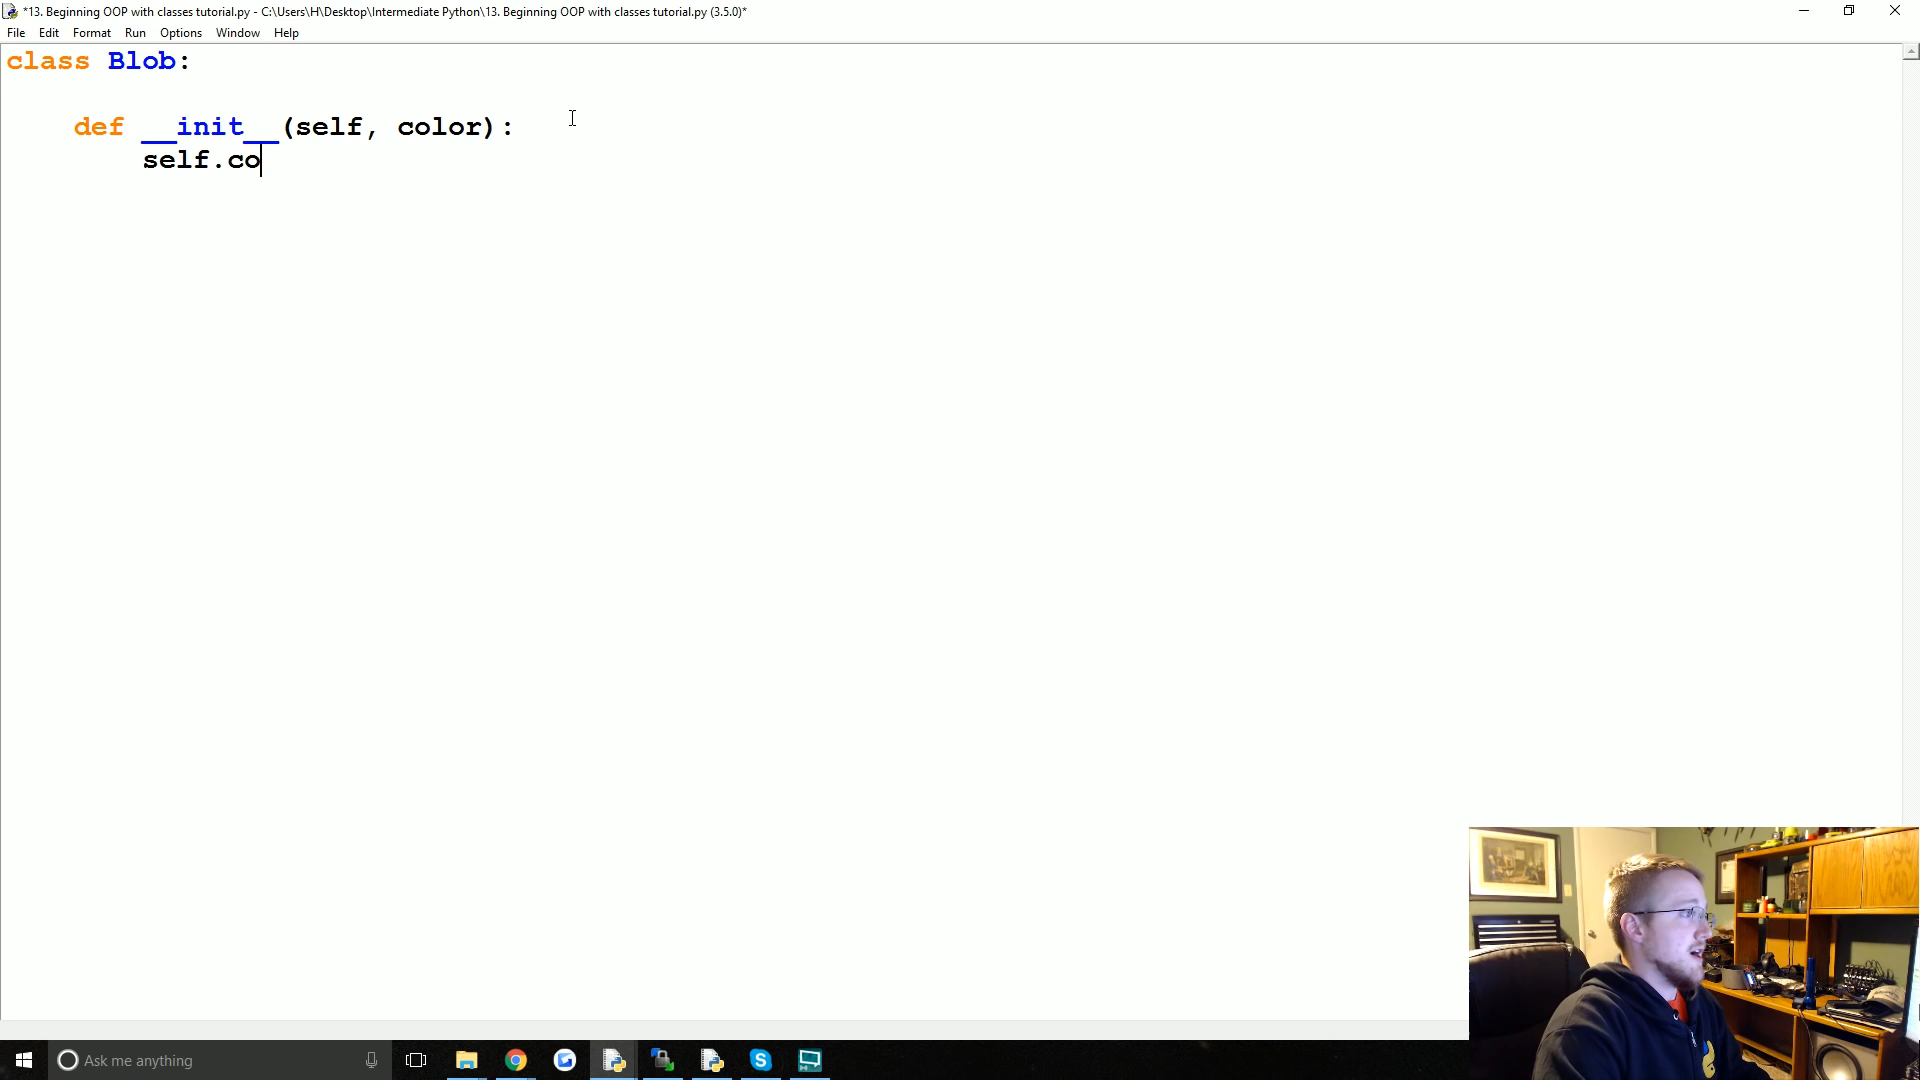 *13. Beginning OOP with classes tutorial.py - C:\Users\H\Desktop\Intermediate Python\13. Beginning OOP with classes tutorial.py (3.5.0)*
File Edit Format Run Options Window Help
class Blob:
def __init__(self, color):
self.co
Ask me anything